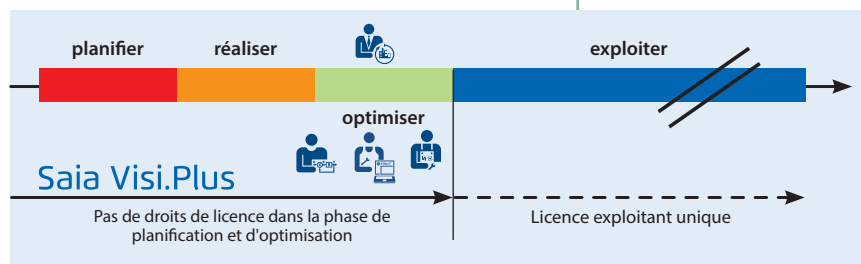 planifier réaliser exploiter
optimiser
Saia Visi.Plus
Pas de droits de licence dans la phase de
planification et d'optimisation
Licence exploitant unique